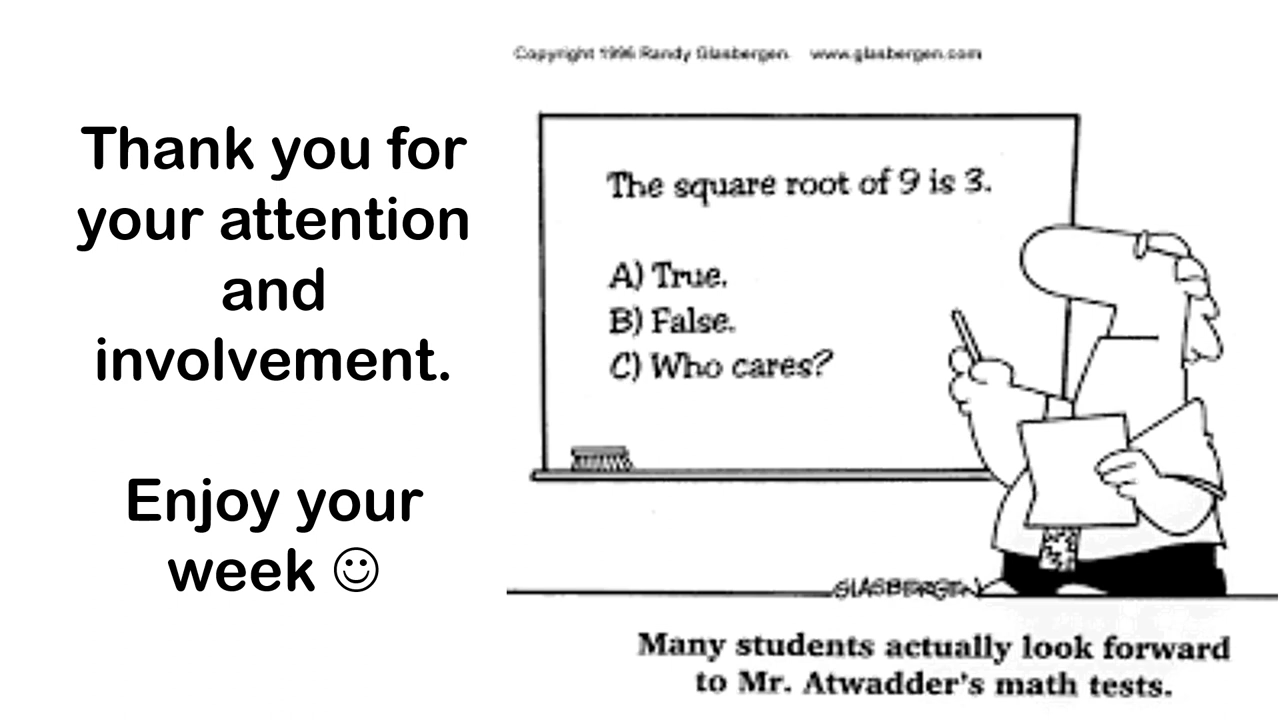 Copyright 1996 Randy Glasbergen. www.glasbergen.com
Thank you for
your attention
and
involvement.
Enjoy your
week ☺
The square root of 9 is 3.
A) True.
B) False.
C) Who cares?
GLASBERGEN
Many students actually look forward
to Mr. Atwadder's math tests.